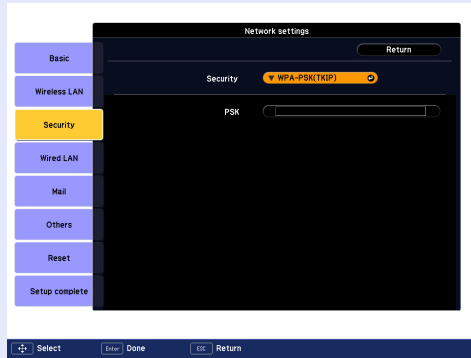 Network settings
Return
Basic
Security ▼ WPA-PSK(TKIP)
Wireless LAN
PSK
Security
Wired LAN
Mail
Others
Reset
Setup complete
Select Enter Done ESC Return